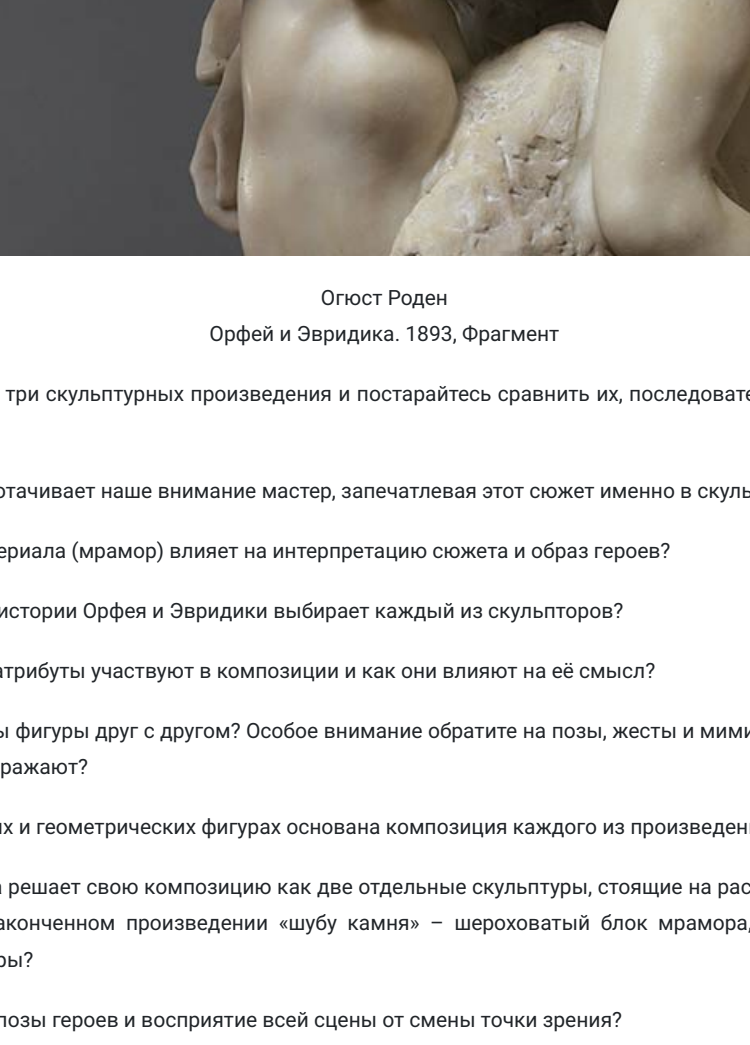 Огюст Роден
Орфей и Эвридика. 1893, Фрагмент
три скульптурных произведения и постарайтесь сравнить их, последовате
отачивает наше внимание мастер, запечатлевая этот сюжет именно в скуль
ериала (мрамор) влияет на интерпретацию сюжета и образ героев?
истории Орфея и Эвридики выбирает каждый из скульпторов?
атрибуты участвуют в композиции и как они влияют на её смысл?
ы фигуры друг с другом? Особое внимание обратите на позы, жесты и мими
ражают?
их и геометрических фигурах основана композиция каждого из произведен
а решает свою композицию как две отдельные скульптуры, стоящие на рас
аконченном произведении «шубу камня» – шероховатый блок мрамора,
ры?
позы героев и восприятие всей сцены от смены точки зрения?